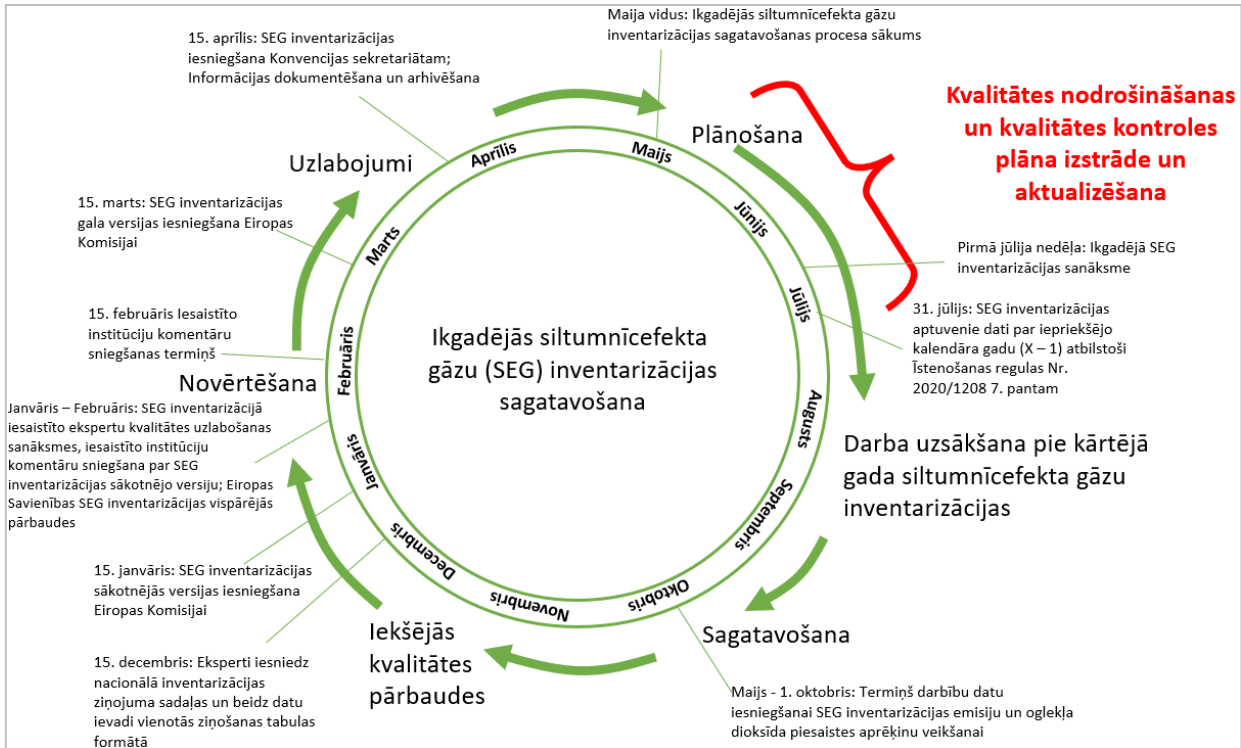 15. aprīlis: SEG inventarizācijas
iesniegšana Konvencijas sekretariātam;
Informācijas dokumentēšana un arhivēšana
Maija vidus: Ikgadējās siltumnīcefekta gāzu
inventarizācijas sagatavošanas procesa sākums
Kvalitātes nodrošināšanas
un kvalitātes kontroles
plāna izstrāde un
aktualizēšana
Plānošana
Uzlabojumi
Aprīlis
Maijs
Jūnijs
Jūlijs
Augusts
Septembris
Oktobris
Novembris
Decembris
Janvāris
Februāris
Marts
15. marts: SEG inventarizācijas
gala versijas iesniegšana Eiropas
Komisijai
Pirmā jūlija nedēļa: Ikgadējā SEG
inventarizācijas sanāksme
15. februāris Iesaistīto
institūciju komentāru
sniegšanas termiņš
Ikgadējās siltumnīcefekta
gāzu (SEG) inventarizācijas
sagatavošana
31. jūlijs: SEG inventarizācijas
aptuvenie dati par iepriekšējo
kalendāra gadu (X – 1) atbilstoši
Īstenošanas regulas Nr.
2020/1208 7. pantam
Novērtēšana
Janvāris – Februāris: SEG inventarizācijā
iesaistīto ekspertu kvalitātes uzlabošanas
sanāksmes, iesaistīto institūciju
komentāru sniegšana par SEG
inventarizācijas sākotnējo versiju; Eiropas
Savienības SEG inventarizācijas vispārējās
pārbaudes
Darba uzsākšana pie kārtējā
gada siltumnīcefekta gāzu
inventarizācijas
15. janvāris: SEG inventarizācijas
sākotnējās versijas iesniegšana
Eiropas Komisijai
Iekšējās
kvalitātes
pārbaudes
Sagatavošana
15. decembris: Eksperti iesniedz
nacionālā inventarizācijas
ziņojuma sadaļas un beidz datu
ievadi vienotās ziņošanas tabulas
formātā
Maijs - 1. oktobris: Termiņš darbību datu
iesniegšanai SEG inventarizācijas emisiju un oglekļa
dioksīda piesaistes aprēķinu veikšanai